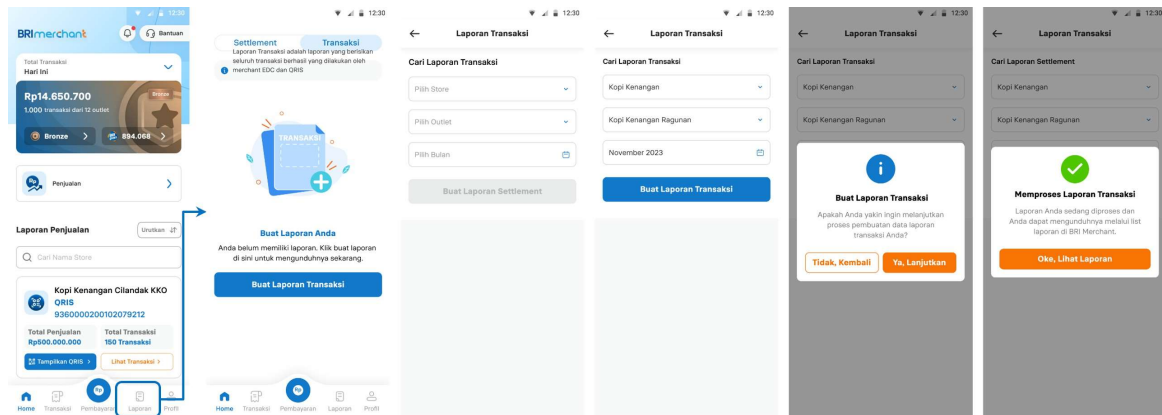 12:30
BRImerchant
Bantuan
Total Transaksi
Hari Ini
Rp14.650.700
Bronze
1.000 transaksi dari 12 outlet
Bronze
894.068
Rp
Penjualan
Laporan Penjualan
Urutkan
Cari Nama Store
Kopi Kenangan Cilandak KKO
QRIS
9360000200102079212
Total Penjualan
Total Transaksi
Rp500.000.000
150 Transaksi
Tampilkan QRIS
Lihat Transaksi
Rp
Home
Transaksi
Pembayaran
Laporan
Profil
12:30
Settlement
Transaksi
Laporan Transaksi adalah laporan yang berisikan
seluruh transaksi berhasil yang dilakukan oleh
merchant EDC dan QRIS
TRANSAKSI
Buat Laporan Anda
Anda belum memiliki laporan. Klik buat laporan
di sini untuk mengunduhnya sekarang.
Buat Laporan Transaksi
Rp
Home
Transaksi
Pembayaran
Laporan
Profil
12:30
Laporan Transaksi
Cari Laporan Transaksi
Pilih Store
Pilih Outlet
Pilih Bulan
Buat Laporan Settlement
12:30
Laporan Transaksi
Cari Laporan Transaksi
Kopi Kenangan
Kopi Kenangan Ragunan
November 2023
Buat Laporan Transaksi
12:30
Laporan Transaksi
Cari Laporan Transaksi
Kopi Kenangan
Kopi Kenangan Ragunan
Buat Laporan Transaksi
Apakah Anda yakin ingin melanjutkan
proses pembuatan data laporan
transaksi Anda?
Tidak, Kembali
Ya, Lanjutkan
12:30
Laporan Transaksi
Cari Laporan Settlement
Kopi Kenangan
Kopi Kenangan Ragunan
Memproses Laporan Transaksi
Laporan Anda sedang diproses dan
Anda dapat mengunduhnya melalui list
laporan di BRI Merchant.
Oke, Lihat Laporan